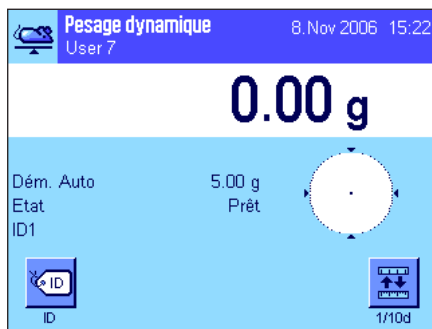 Pesage dynamique 8.Nov 2006 15:22
User 7
0.00 g
Dém. Auto 5.00 g
Etat Prêt
ID1
ID
ID 1/10d